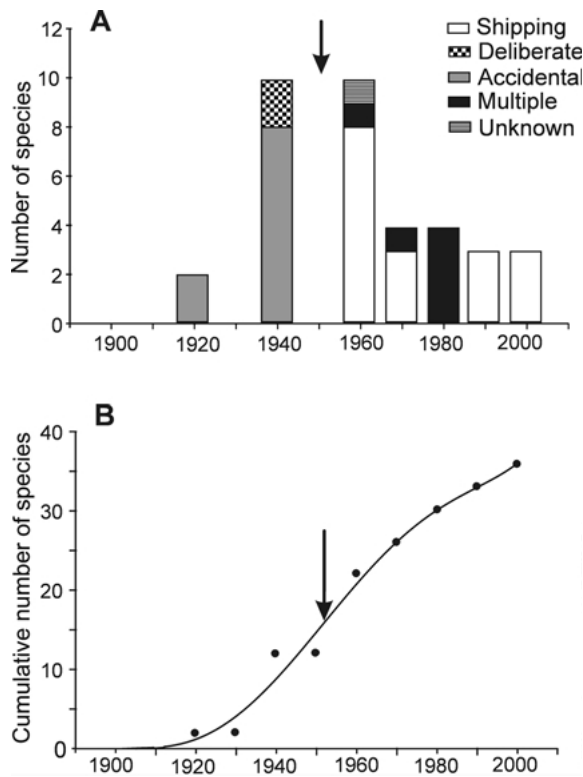 A
Shipping
Deliberate
Accidental
Multiple
Unknown
Number of species
12
10
8
6
4
2
0
1900 1920 1940 1960 1980 2000
B
Cumulative number of species
40
30
20
10
0
1900 1920 1940 1960 1980 2000